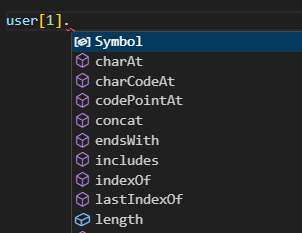 user[1].
Symbol
charAt
charCodeAt
codePointAt
concat
endsWith
includes
indexOf
lastIndexOf
length